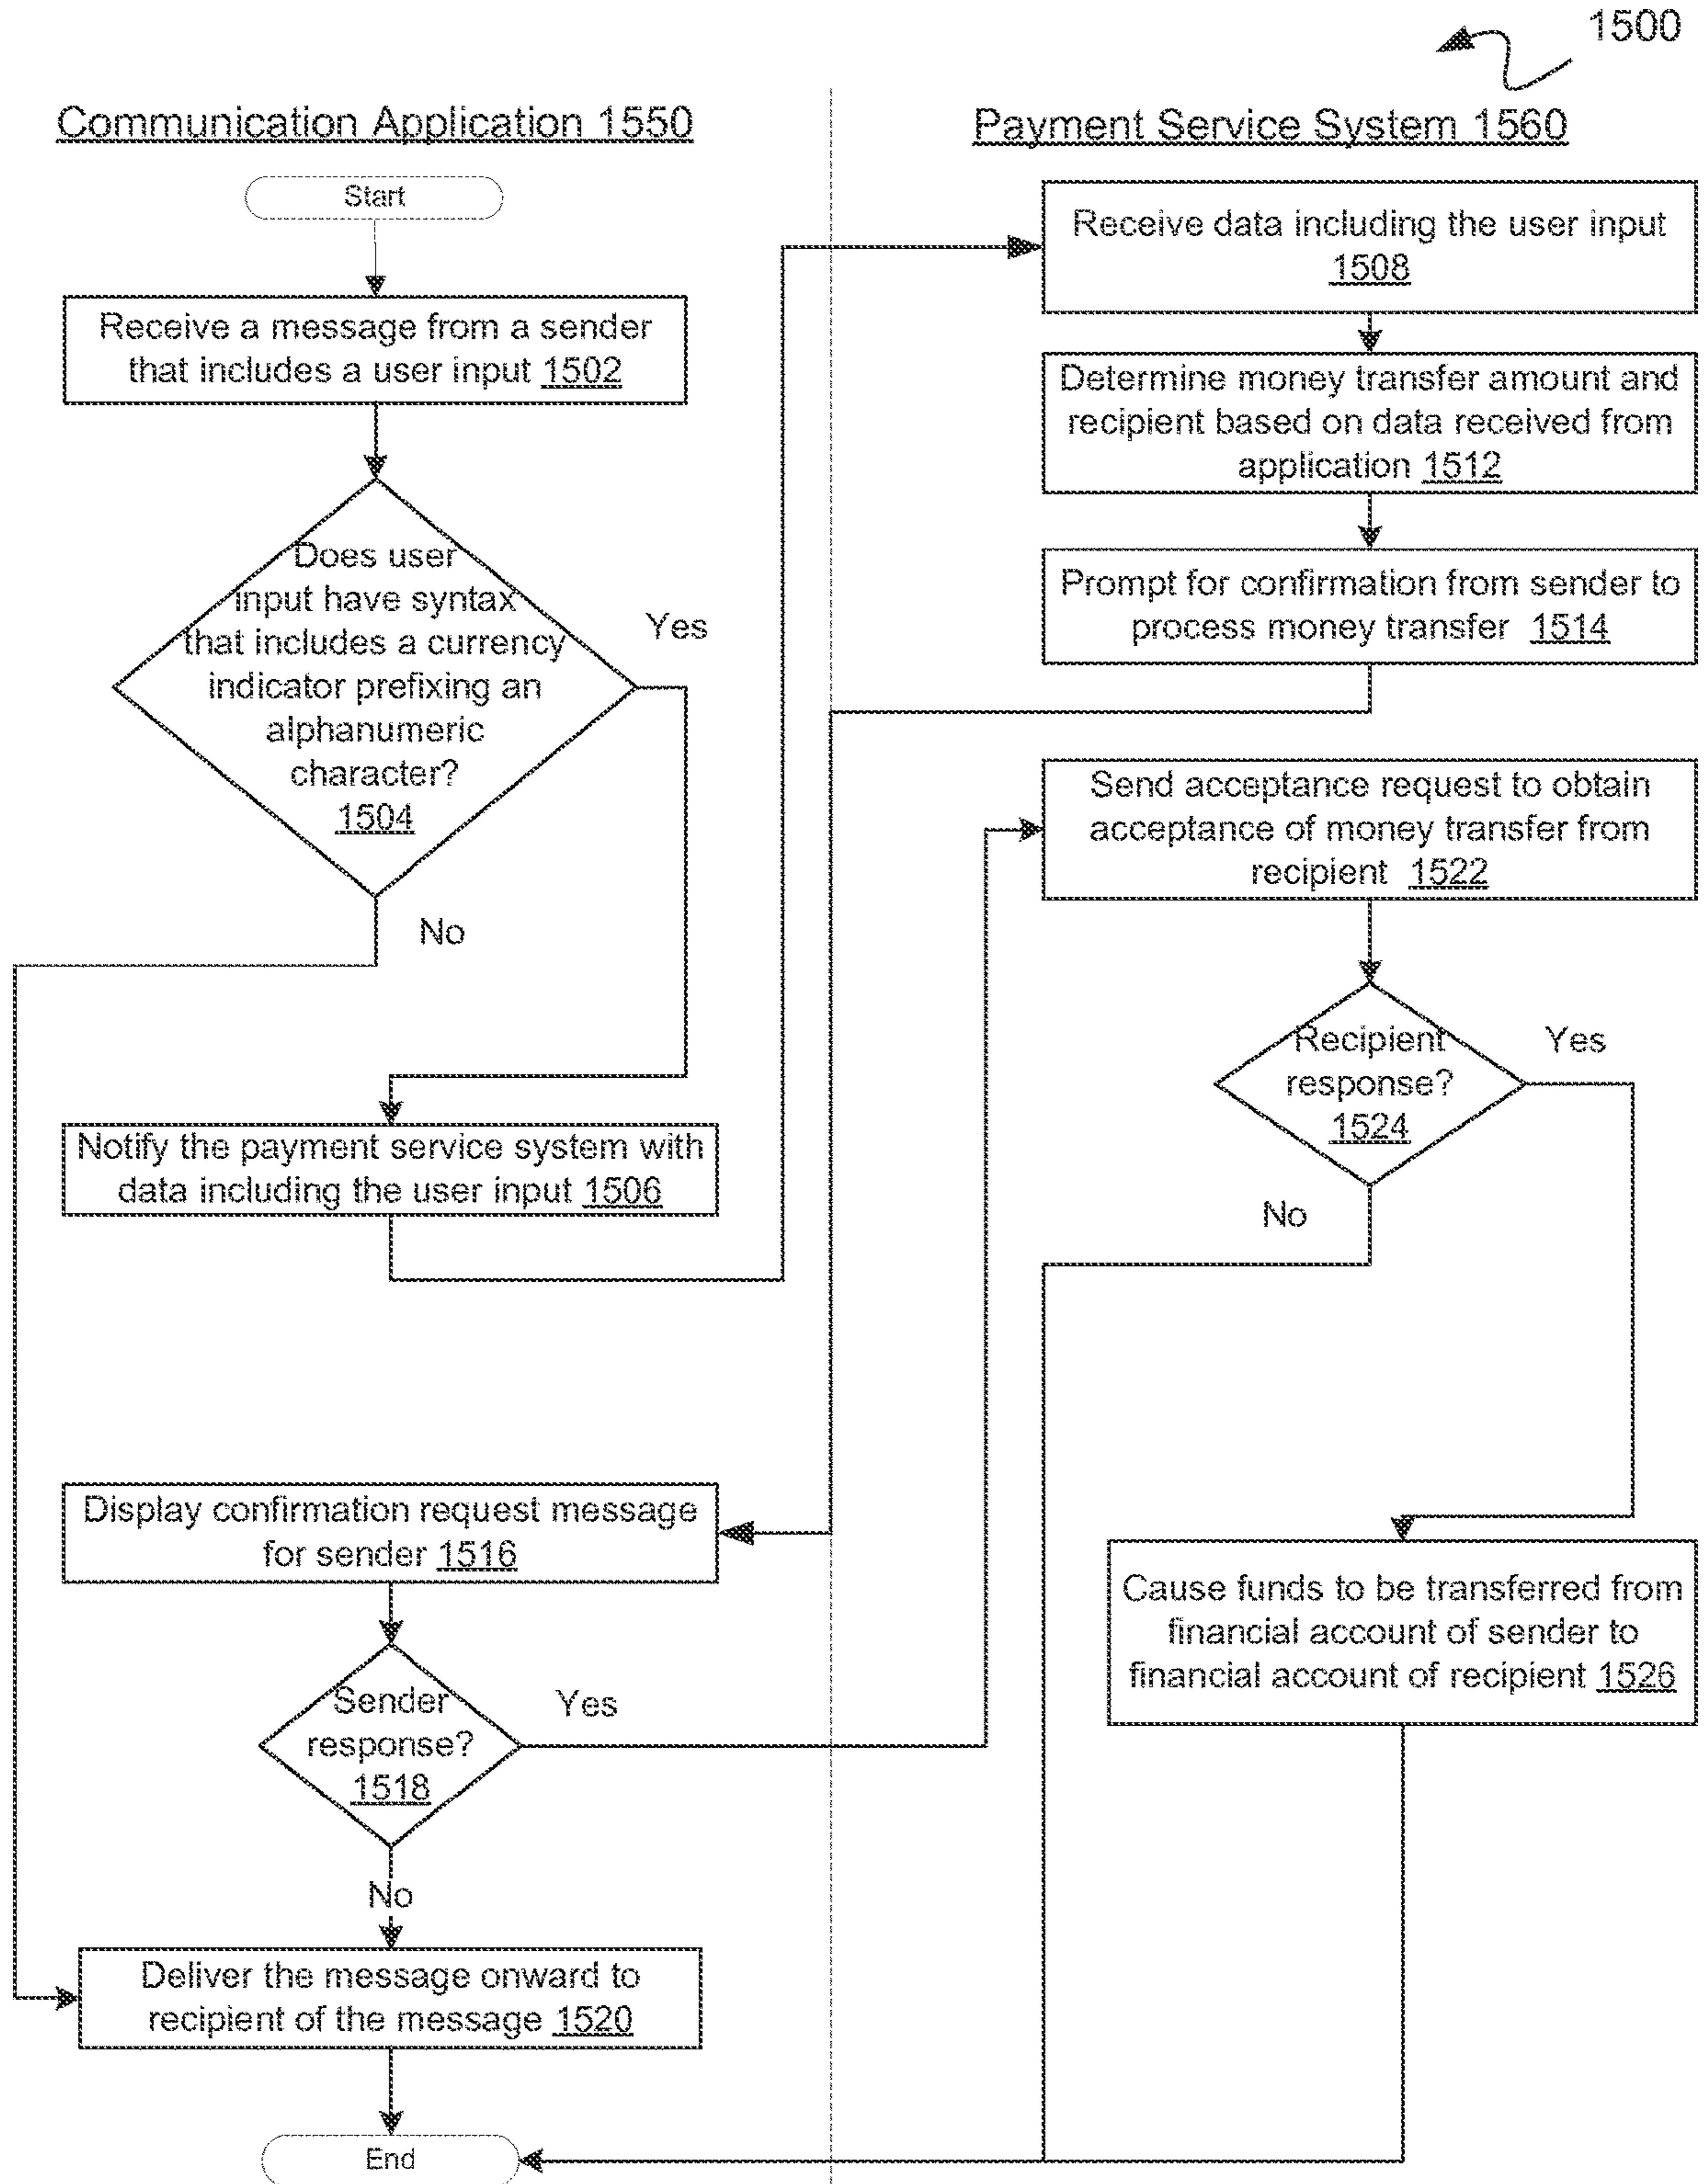 1500
Communication Application 1550
Start
Receive a message from a sender
that includes a user input 1502
Does user
input have syntax
that includes a currency
indicator prefixing an
alphanumeric
character?
1504
Yes
No
Notify the payment service system with
data including the user input 1506
Display confirmation request message
for sender 1516
Sender
response?
1518
Yes
No
Deliver the message onward to
recipient of the message 1520
End
Payment Service System 1560
Receive data including the user input
1508
Determine money transfer amount and
recipient based on data received from
application 1512
Prompt for confirmation from sender to
process money transfer 1514
Send acceptance request to obtain
acceptance of money transfer from
recipient 1522
Recipient
response?
1524
Yes
No
Cause funds to be transferred from
financial account of sender to
financial account of recipient 1526